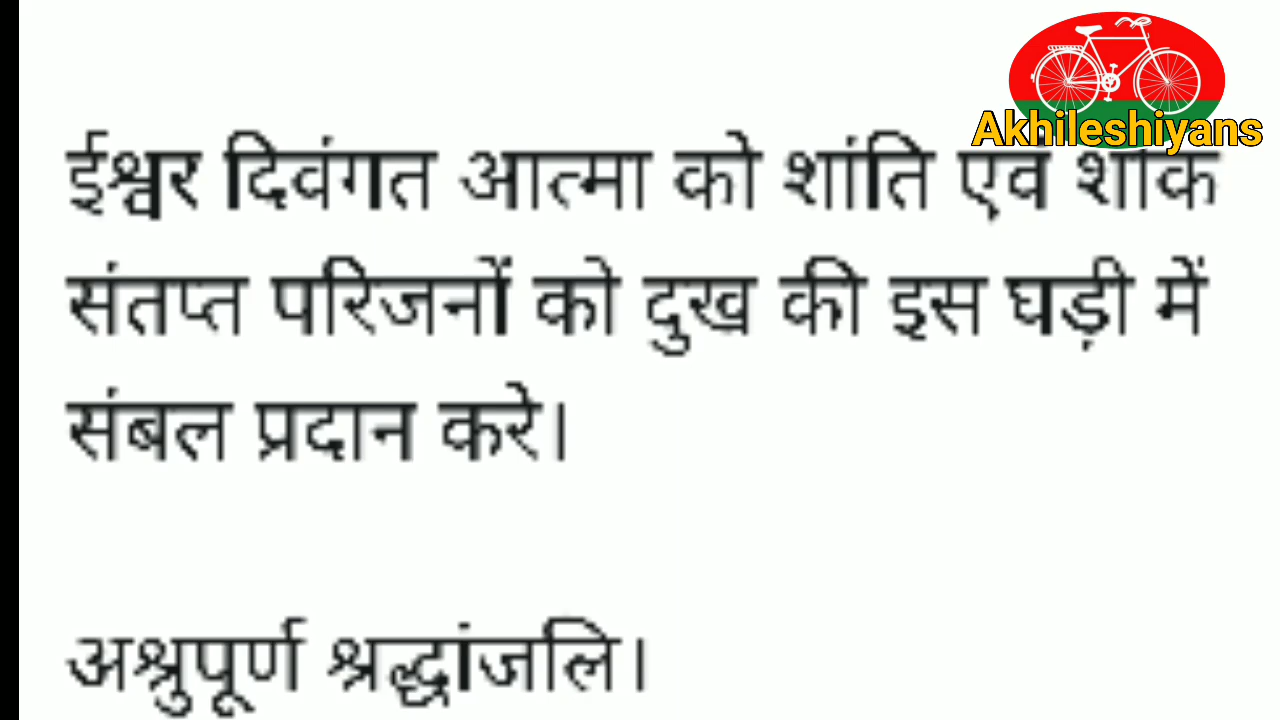 Akhileshiyans
ईश्वर दिवंगत आत्मा को शांति एवं शोक
संतप्त परिजनों को दुख की इस घड़ी में
संबल प्रदान करे।
अश्रुपूर्ण श्रद्धांजलि।